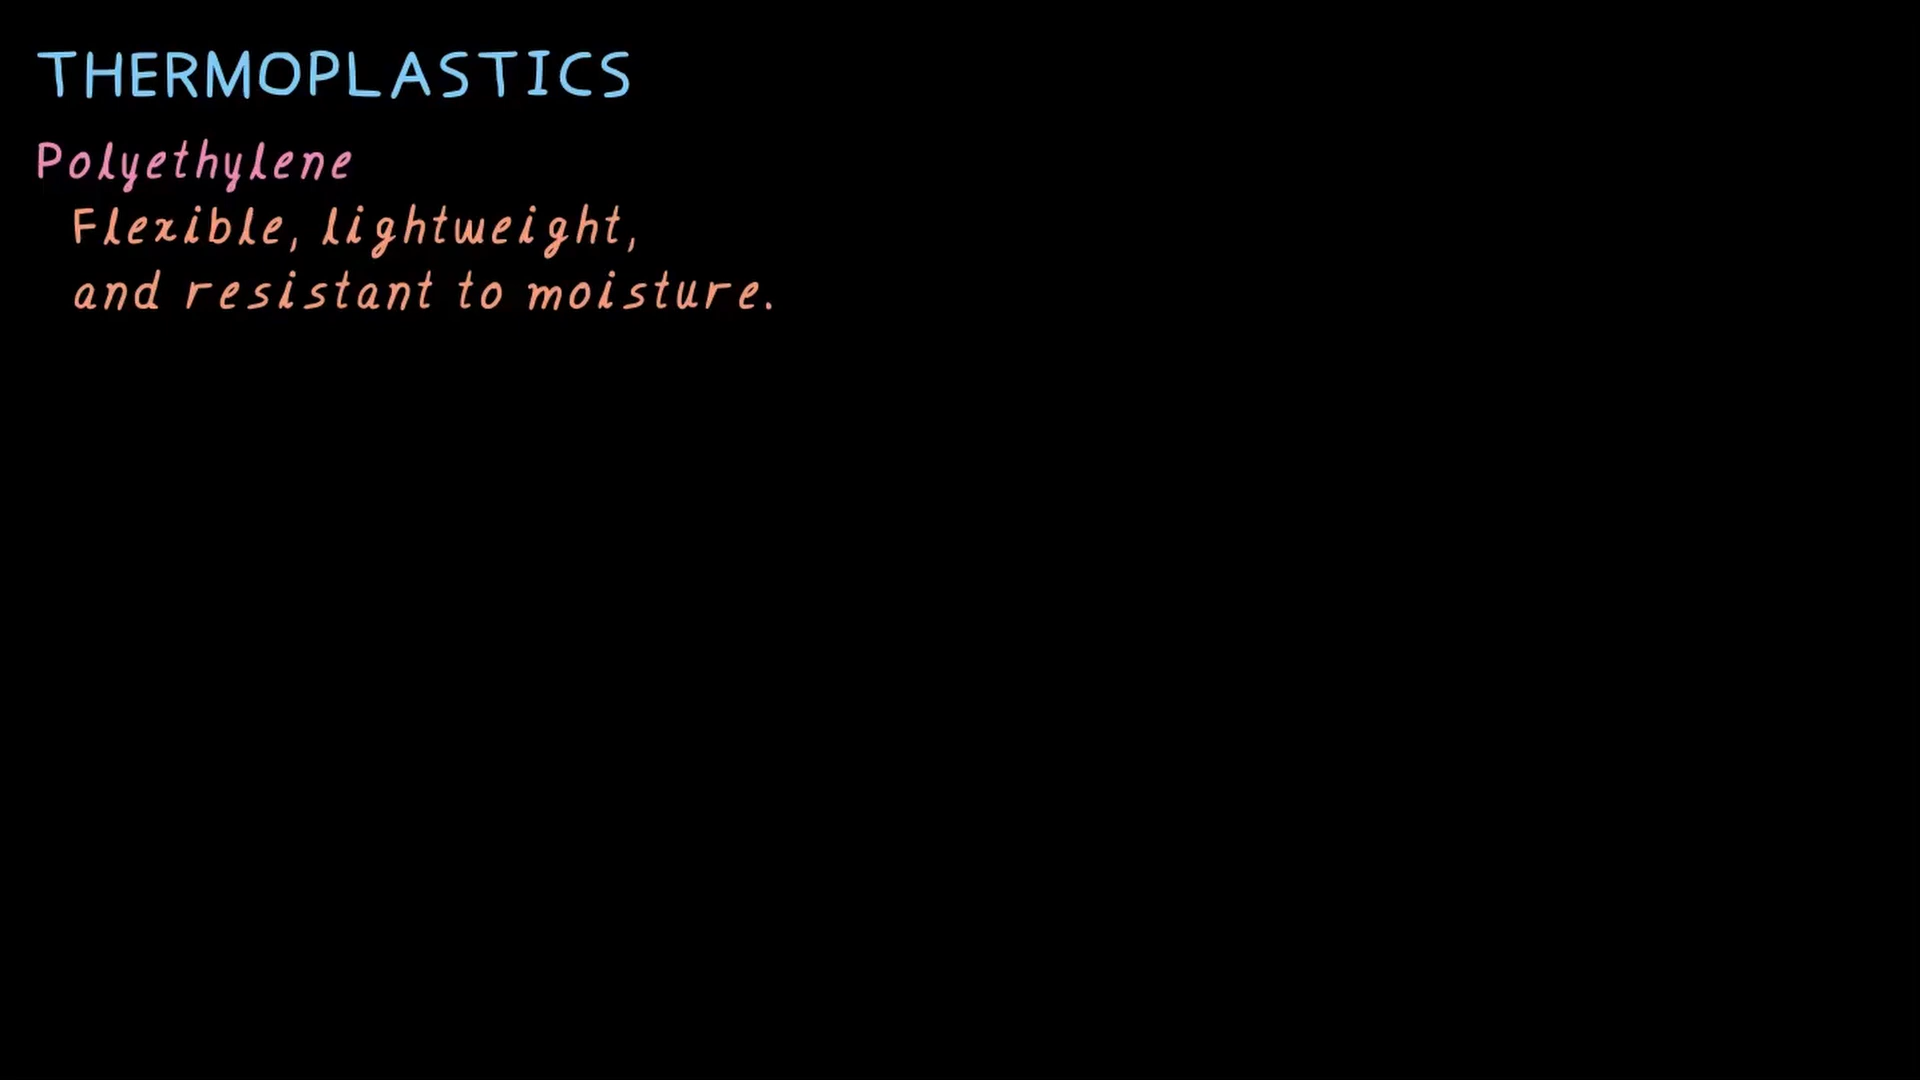 THERMOPLASTICS
Polyethylene
Flexible, lightweight,
and resistant to moisture.